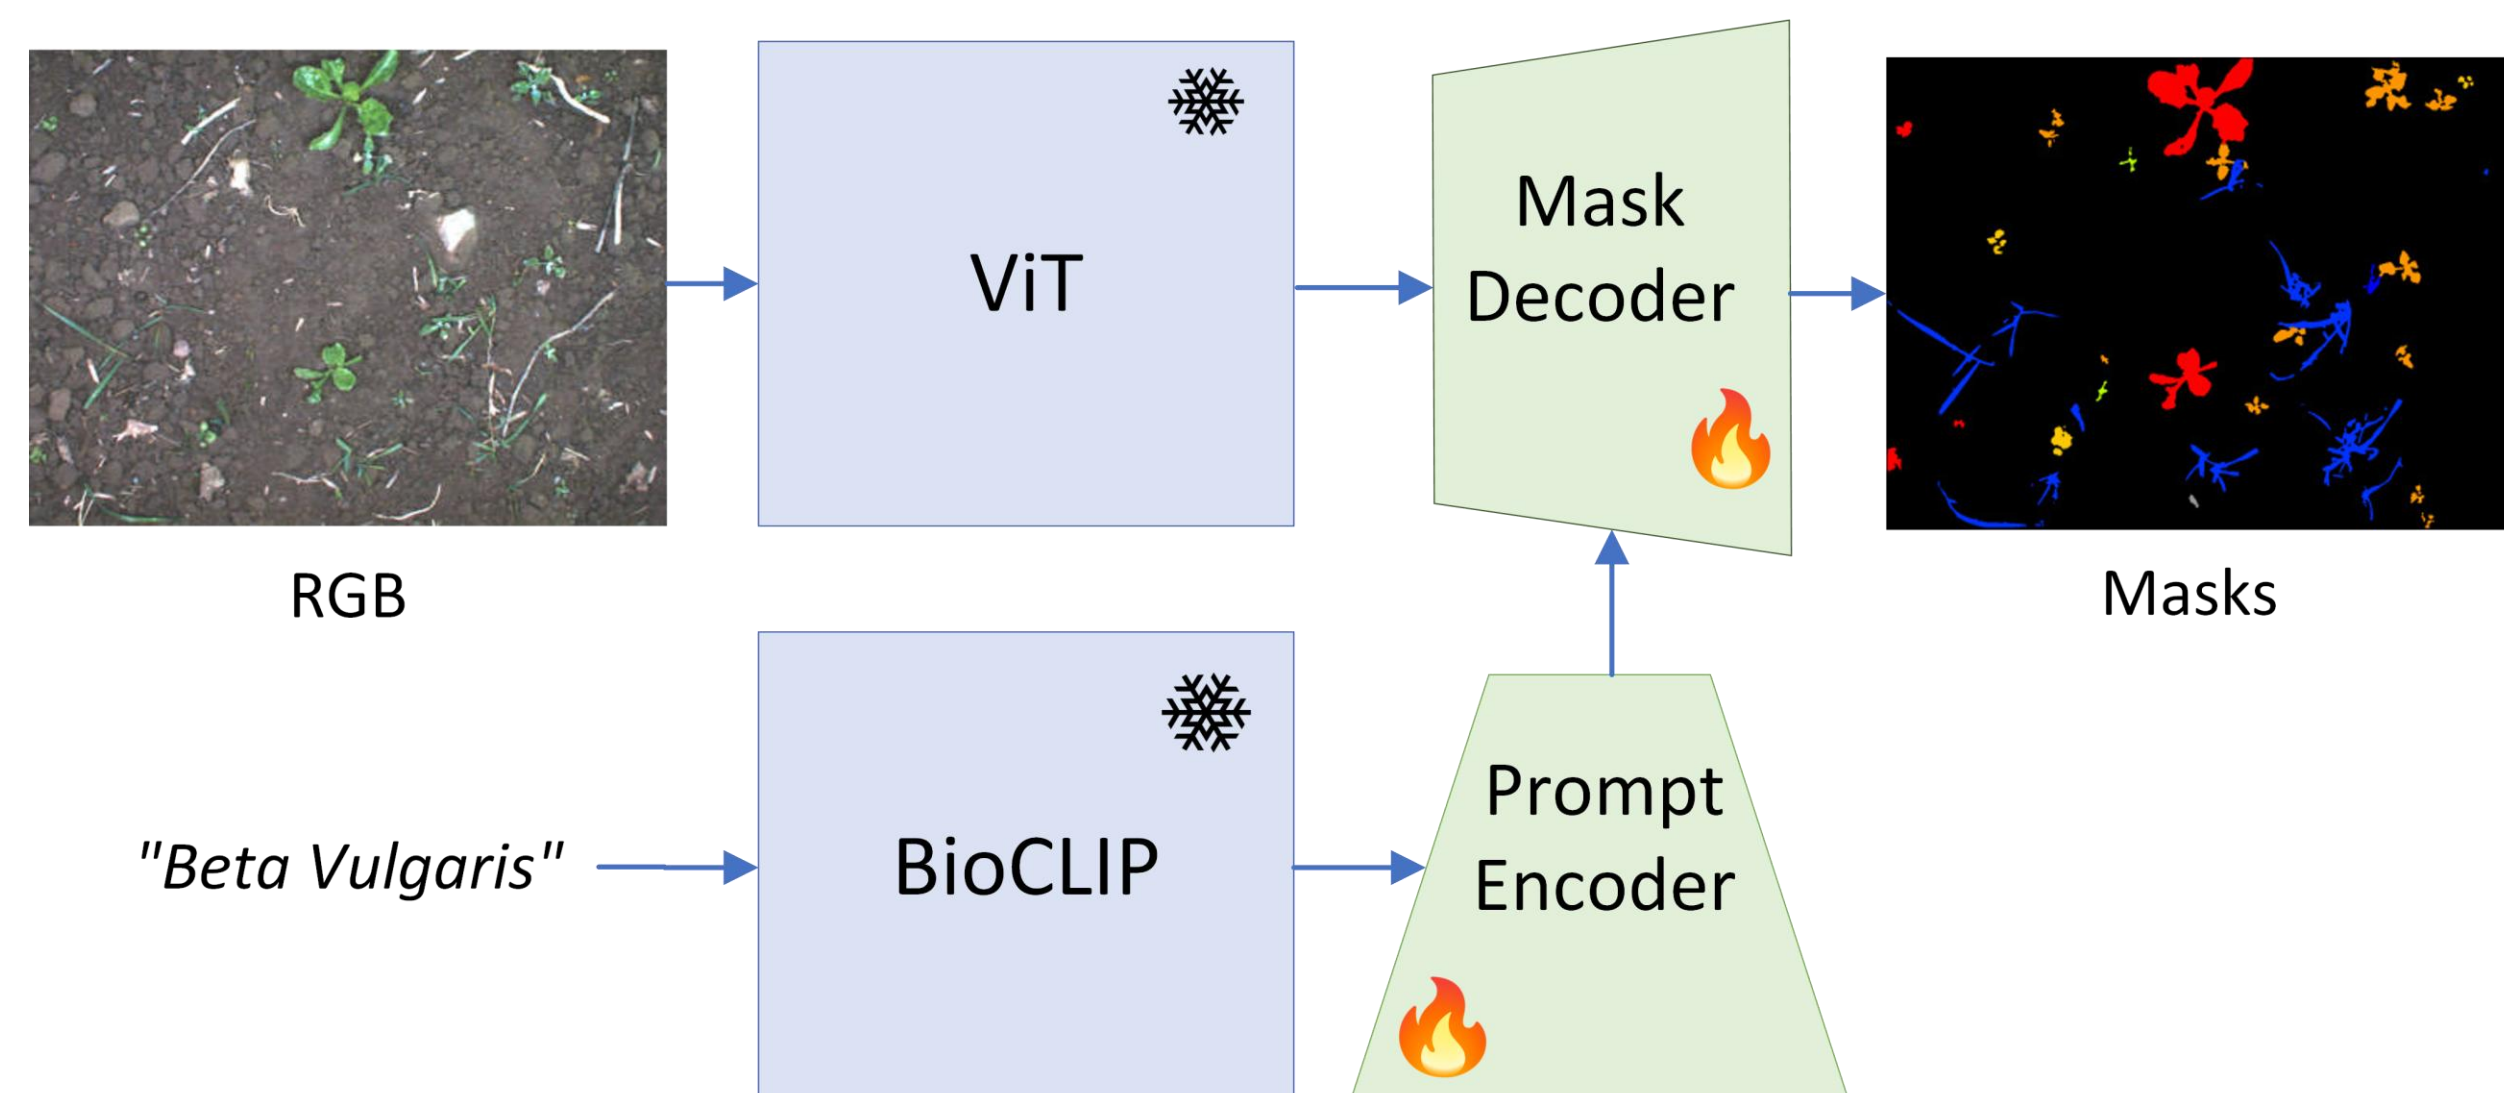 ViT
Mask
Decoder
RGB
Masks
"Beta Vulgaris"
BioCLIP
Prompt
Encoder